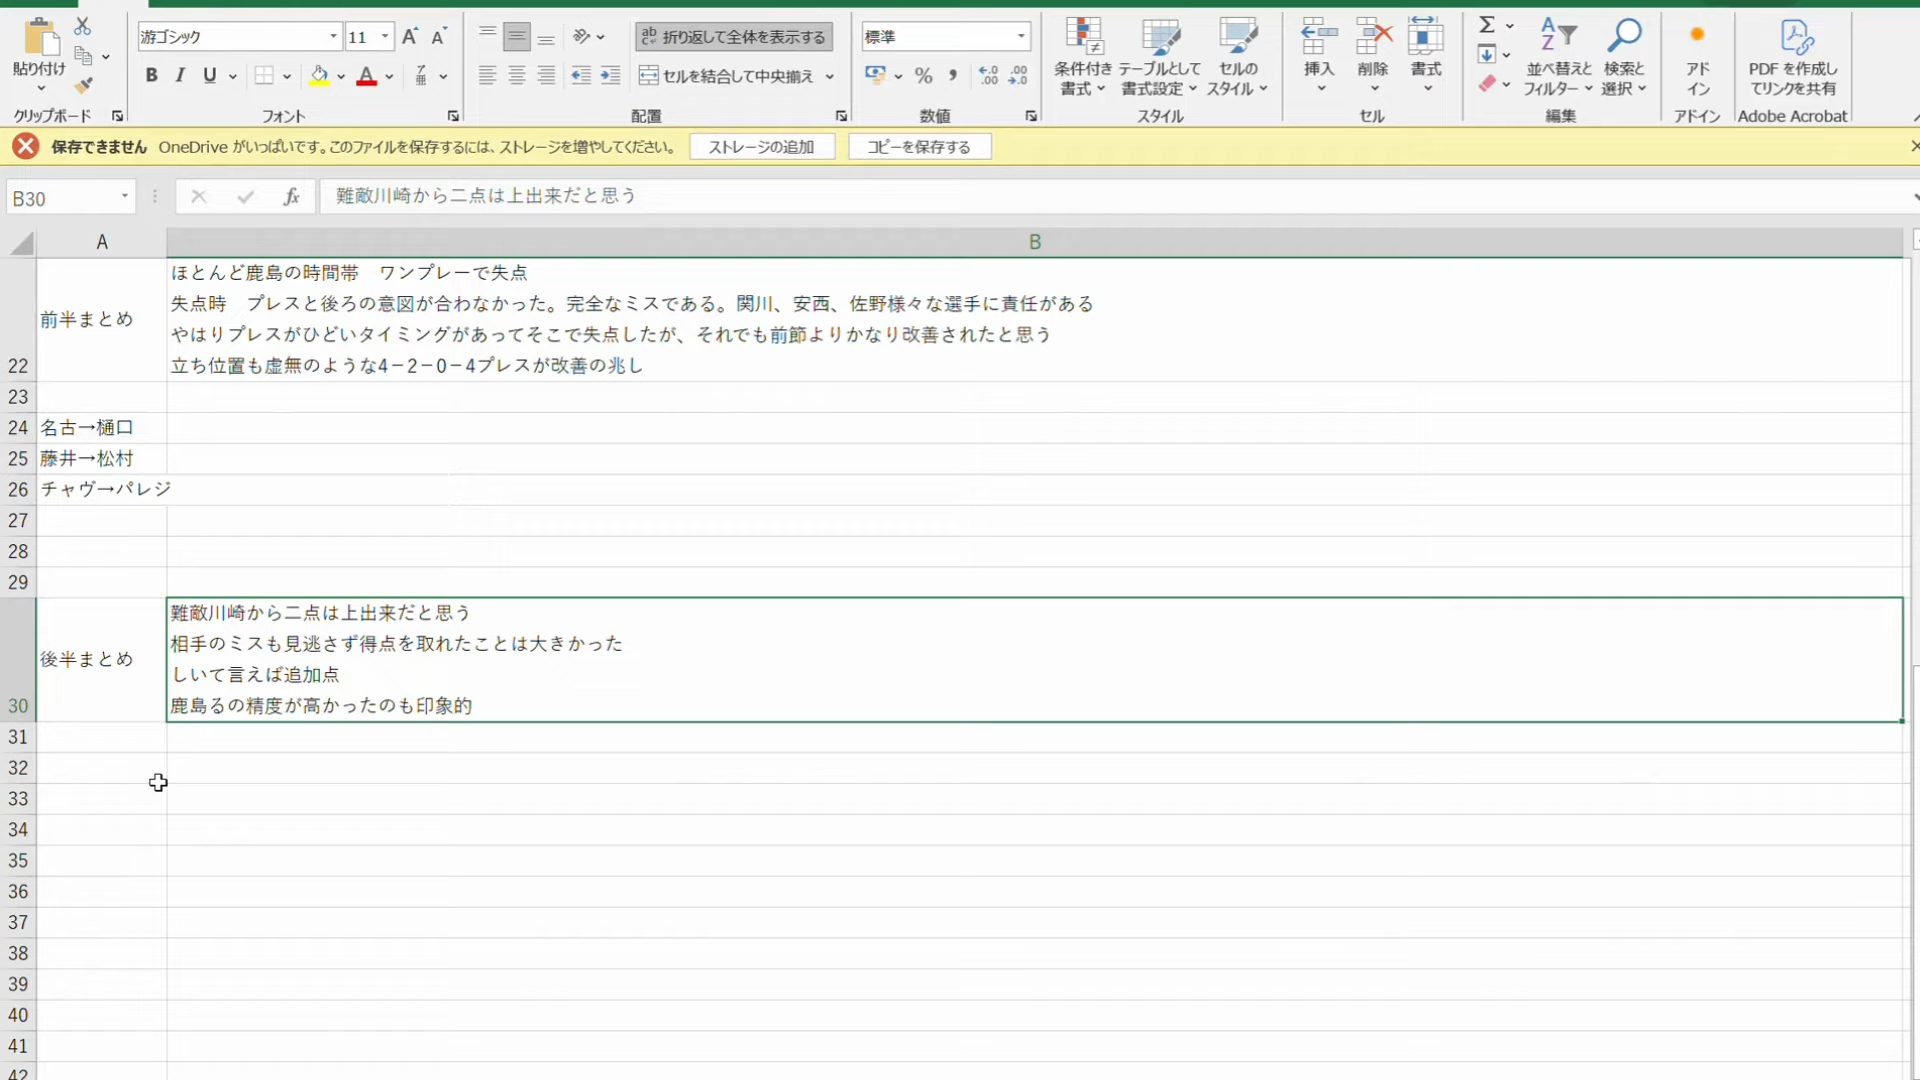 游ゴシック
11
折り返して全体を表示する
標準
貼り付け
B I U
セルを結合して中央揃え
条件付き書式
テーブルとして書式設定
セルのスタイル
挿入
削除
書式
並べ替えとフィルター
検索と選択
アドイン
PDF を作成してリンクを共有
クリップボード
フォント
配置
数値
スタイル
セル
編集
アドイン
Adobe Acrobat
保存できません OneDrive がいっぱいです。このファイルを保存するには、ストレージを増やしてください。 ストレージの追加 コピーを保存する
B30 fx 難敵川崎から二点は上出来だと思う
A B
ほとんど鹿島の時間帯　ワンプレーで失点
失点時　プレスと後ろの意図が合わなかった。完全なミスである。関川、安西、佐野様々な選手に責任がある
前半まとめ
やはりプレスがひどいタイミングがあってそこで失点したが、それでも前節よりかなり改善されたと思う
22 立ち位置も虚無のような4－2－0－4プレスが改善の兆し
23
24 名古→樋口
25 藤井→松村
26 チャヴ→パレジ
27
28
29
難敵川崎から二点は上出来だと思う
相手のミスも見逃さず得点を取れたことは大きかった
後半まとめ
しいて言えば追加点
30 鹿島るの精度が高かったのも印象的
31
32
33
34
35
36
37
38
39
40
41
42